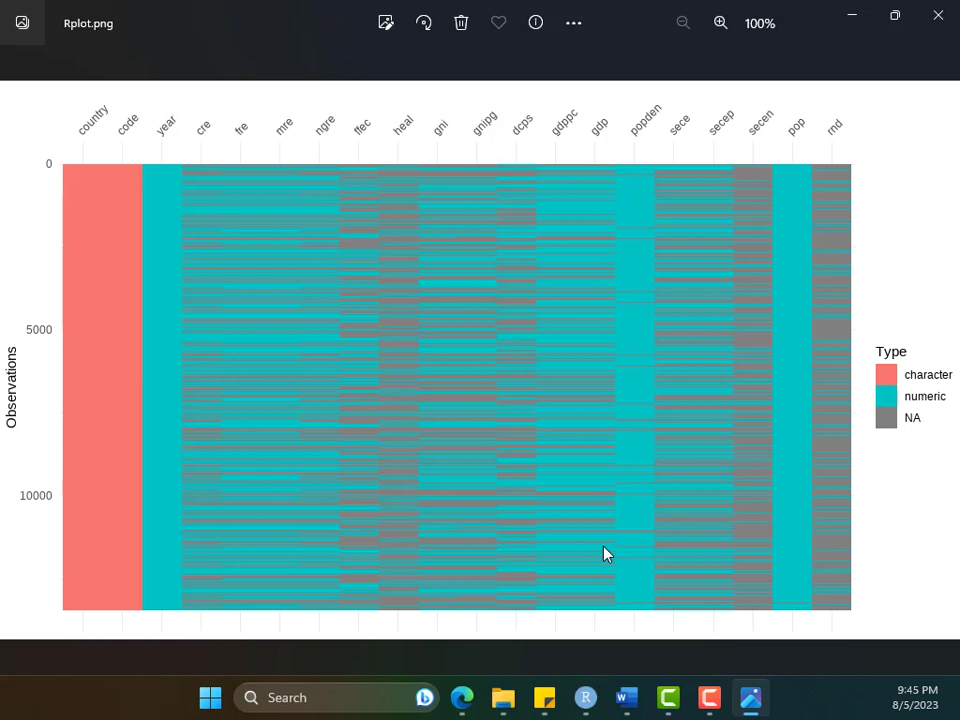 Rplot.png
100%
country code year cre fre mre ngre ffec heal gni gnipg dcps gdppc gdp popden sece secep secen pop rnd
0
5000
10000
Observations
Type
character
numeric
NA
Search
9:45 PM
8/5/2023